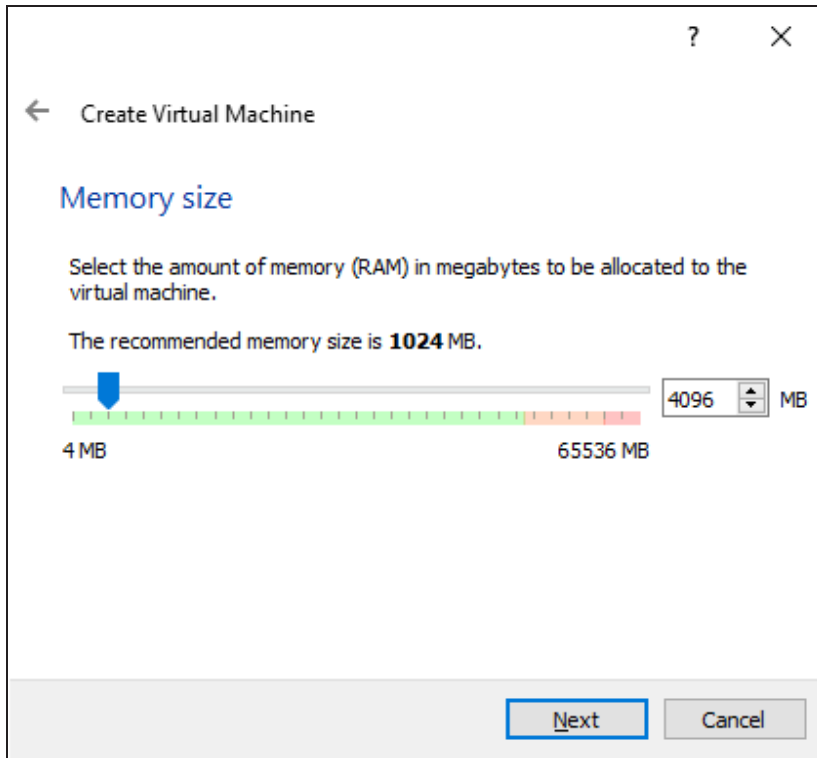 ?
Create Virtual Machine
Memory size
Select the amount of memory (RAM) in megabytes to be allocated to the
virtual machine.
The recommended memory size is 1024 MB.
4096 MB
4 MB 65536 MB
Next Cancel